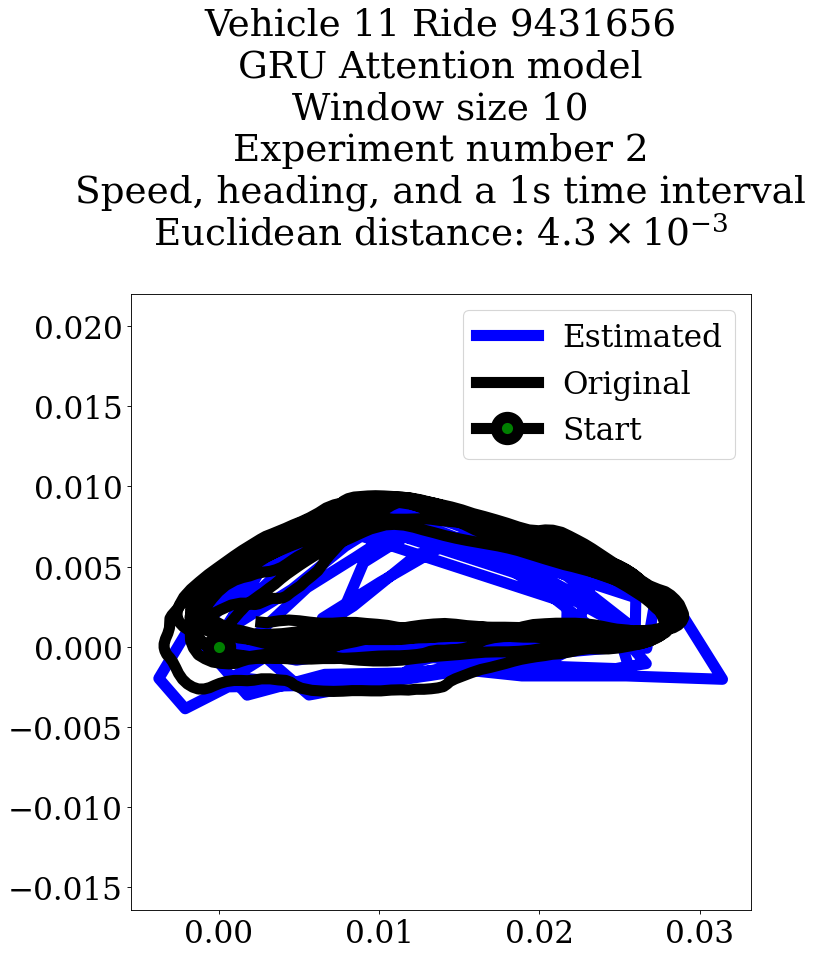 Vehicle 11 Ride 9431656
GRU Attention model
Window size 10
Experiment number 2
Speed, heading, and a 1s time interval
Euclidean distance: 4.3 × 10⁻³
Estimated
Original
Start
0.020
0.015
0.010
0.005
0.000
−0.005
−0.010
−0.015
0.00 0.01 0.02 0.03